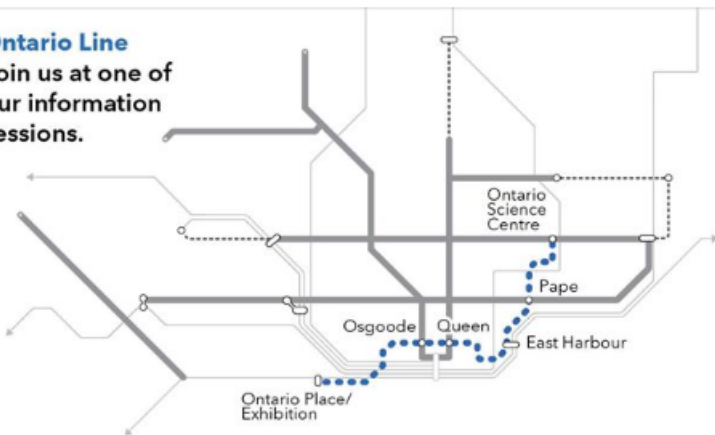 ntario Line
oin us at one of
ur information
essions.
Ontario
Science
Centre
Pape
Osgoode
Queen
East Harbour
Ontario Place/
Exhibition